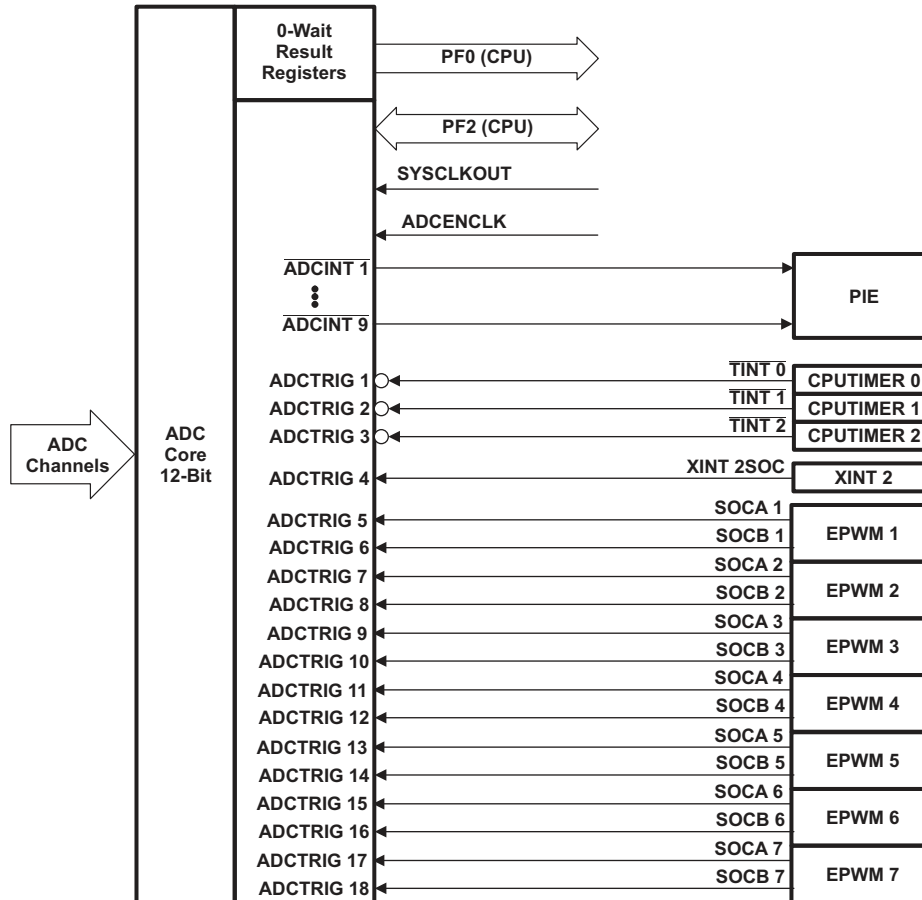 0-Wait
Result
Registers
PF0 (CPU)
PF2 (CPU)
SYSCLKOUT
ADCENCLK
ADCINT 1
ADCINT 9
PIE
ADCTRIG 1
TINT 0
CPUTIMER 0
ADCTRIG 2
TINT 1
CPUTIMER 1
ADCTRIG 3
TINT 2
CPUTIMER 2
ADC
Channels
ADC
Core
12-Bit
ADCTRIG 4
XINT 2SOC
XINT 2
ADCTRIG 5
SOCA 1
EPWM 1
ADCTRIG 6
SOCB 1
ADCTRIG 7
SOCA 2
EPWM 2
ADCTRIG 8
SOCB 2
ADCTRIG 9
SOCA 3
EPWM 3
ADCTRIG 10
SOCB 3
ADCTRIG 11
SOCA 4
EPWM 4
ADCTRIG 12
SOCB 4
ADCTRIG 13
SOCA 5
EPWM 5
ADCTRIG 14
SOCB 5
ADCTRIG 15
SOCA 6
EPWM 6
ADCTRIG 16
SOCB 6
ADCTRIG 17
SOCA 7
EPWM 7
ADCTRIG 18
SOCB 7